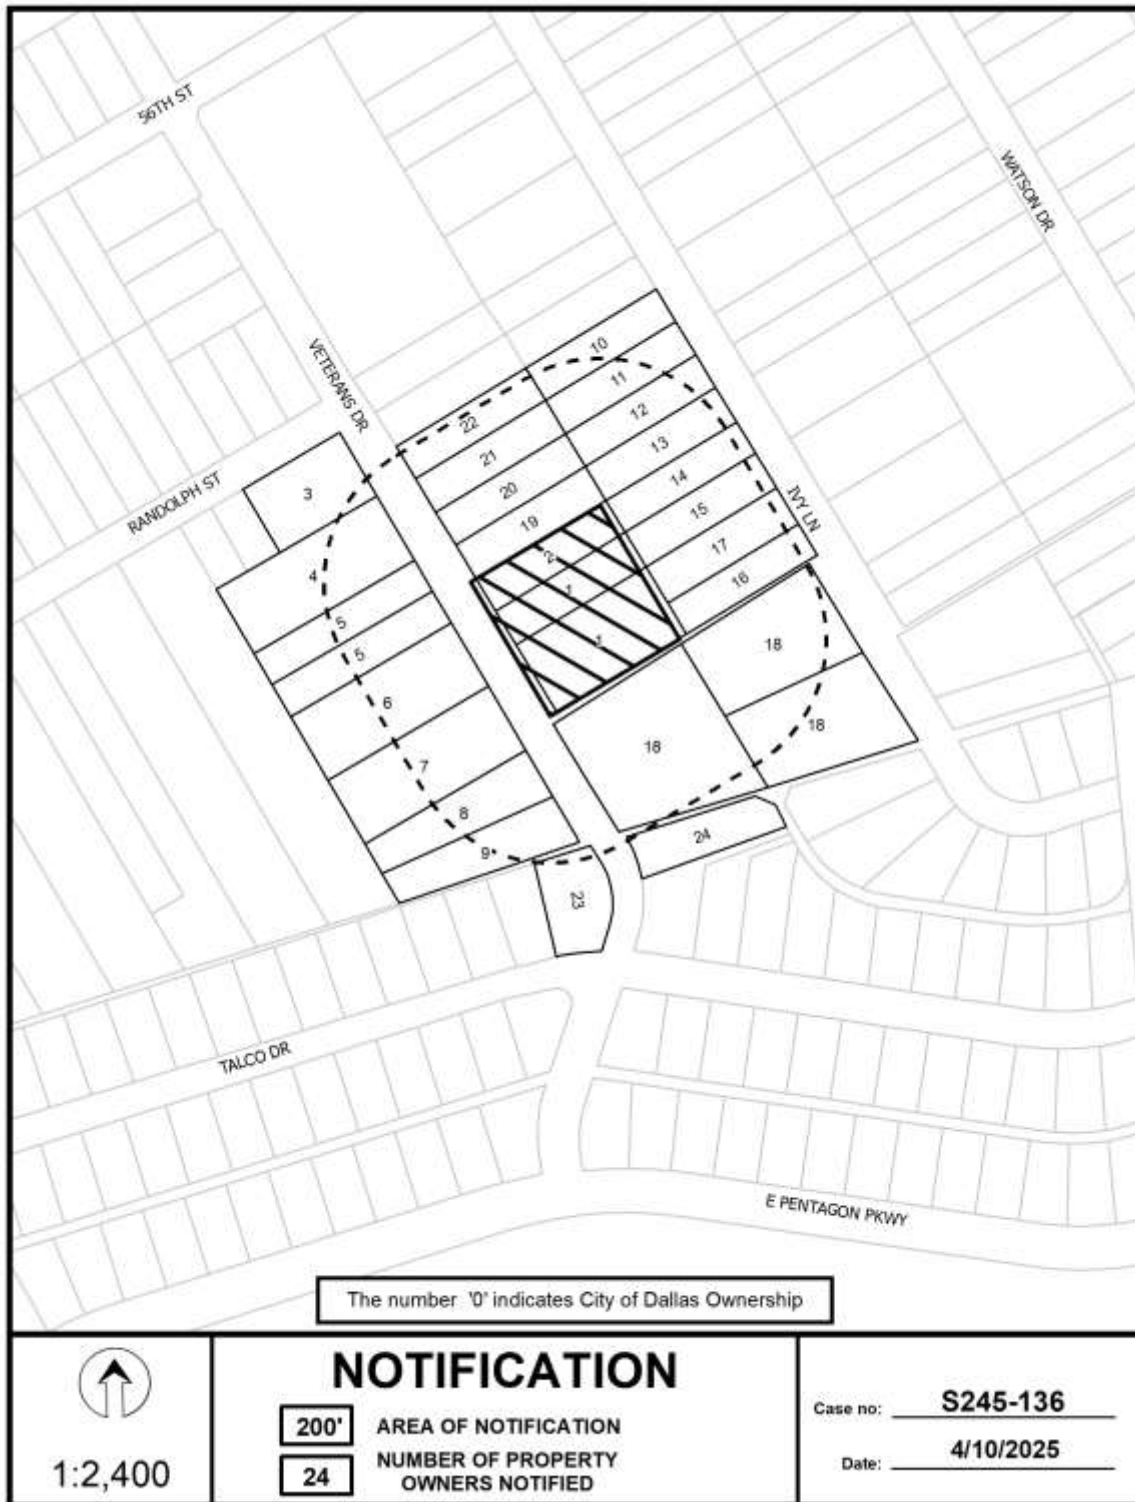 56TH ST
WATSON DR
VETERANS DR
RANDOLPH ST
IVY LN
10
11
22
12
21
13
3
20
14
19
15
2
17
4
1
16
5
1
18
5
6
18
18
7
8
24
9
23
TALCO DR
E PENTAGON PKWY
The number '0' indicates City of Dallas Ownership
1:2,400
NOTIFICATION
200' AREA OF NOTIFICATION
24 NUMBER OF PROPERTY
OWNERS NOTIFIED
Case no: S245-136
Date: 4/10/2025